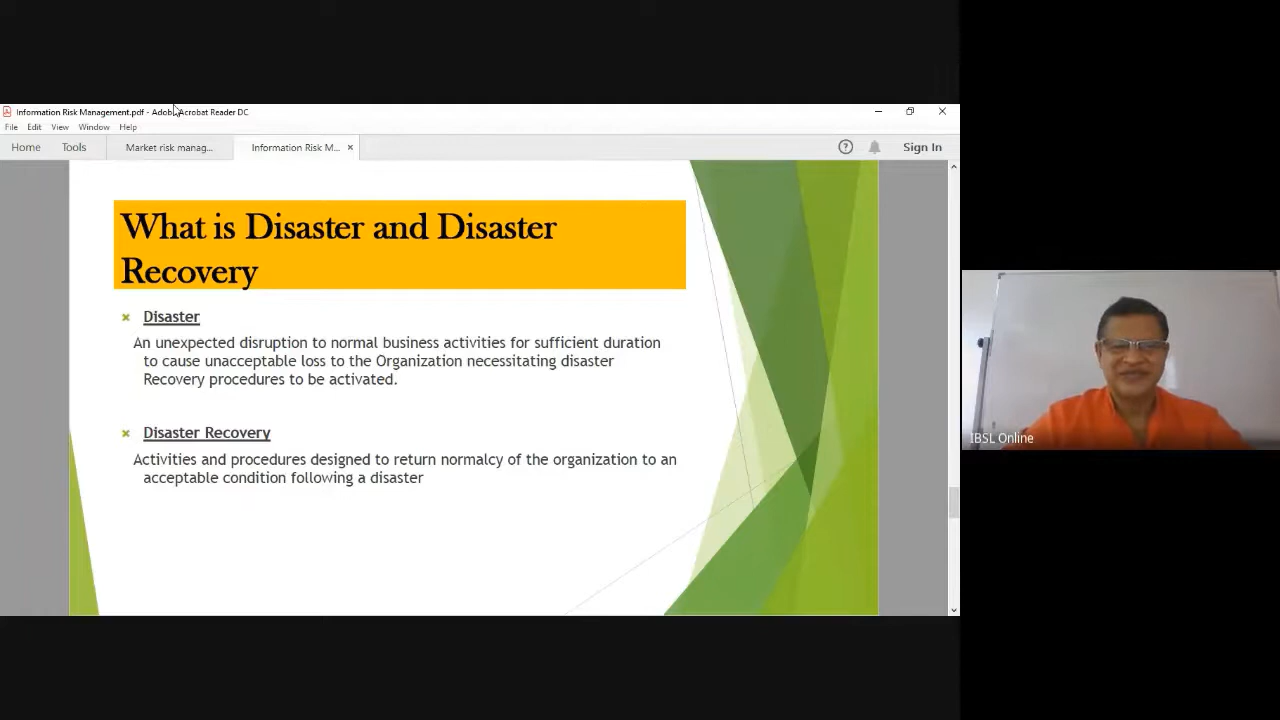 Information Risk Management.pdf - Adobe Acrobat Reader DC
File Edit View Window Help
Home Tools Market risk manag... Information Risk M... × ? Sign In
What is Disaster and Disaster
Recovery
Disaster
An unexpected disruption to normal business activities for sufficient duration
to cause unacceptable loss to the Organization necessitating disaster
Recovery procedures to be activated.
Disaster Recovery
Activities and procedures designed to return normalcy of the organization to an
acceptable condition following a disaster
IBSL Online